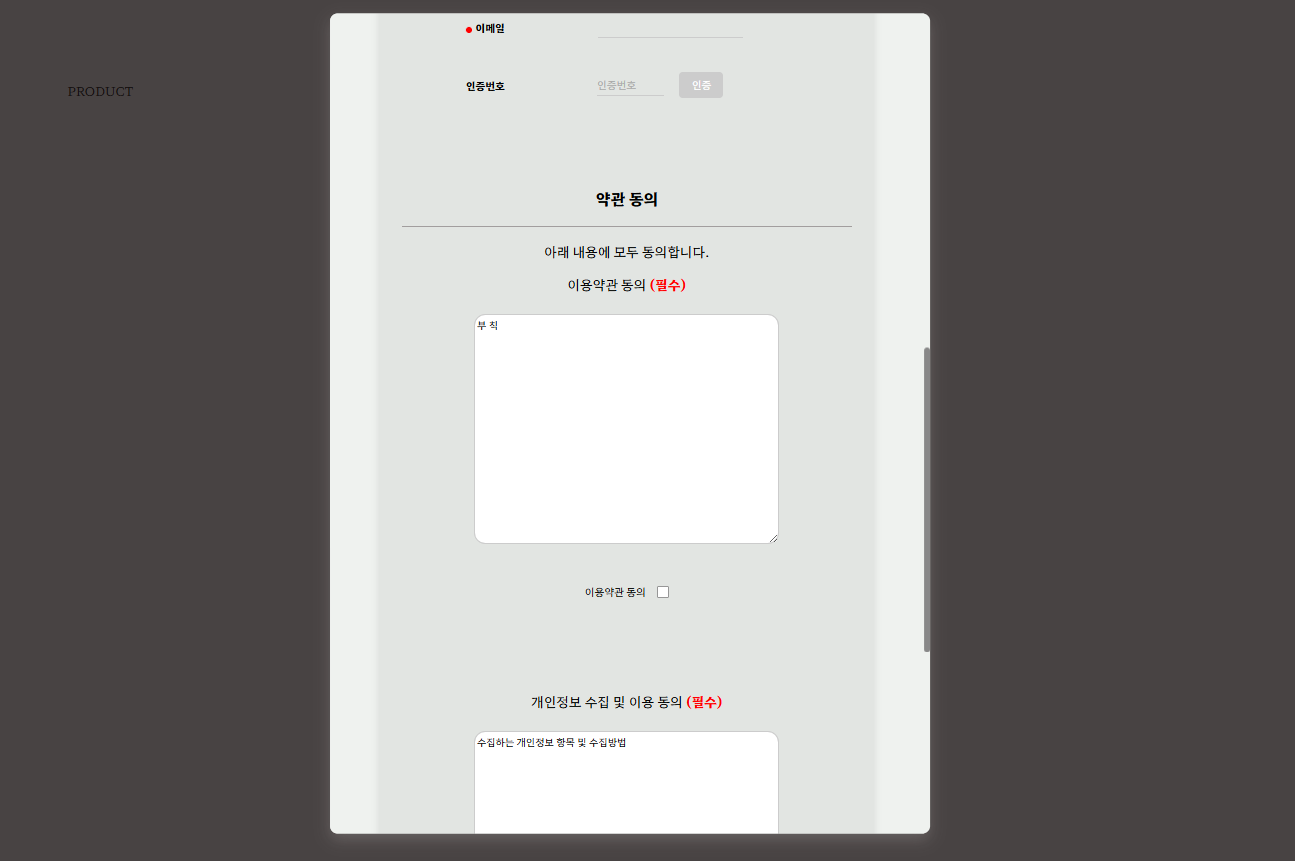 이메일
PRODUCT
인증번호 인증번호 인증
약관 동의
아래 내용에 모두 동의합니다.
이용약관 동의 (필수)
부 칙
이용약관 동의
개인정보 수집 및 이용 동의 (필수)
수집하는 개인정보 항목 및 수집방법